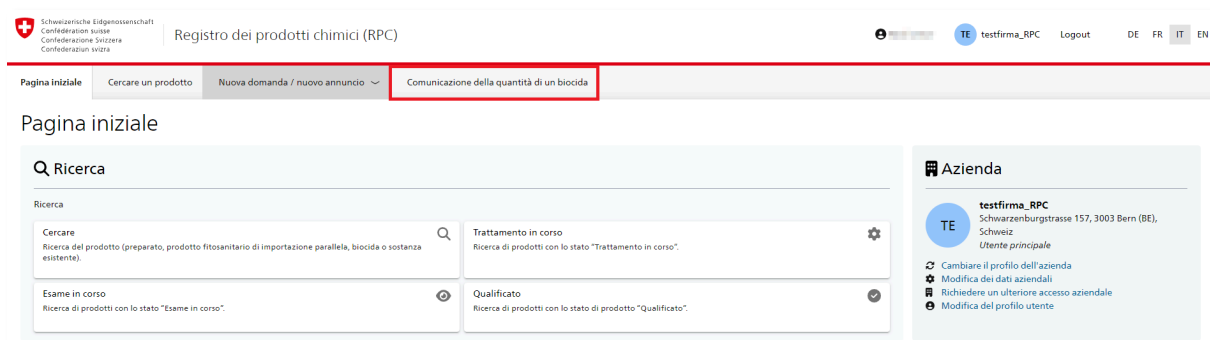 Schweizerische Eidgenossenschaft
Confédération suisse
Confederazione Svizzera
Confederaziun svizra
Registro dei prodotti chimici (RPC)
TE testfirma_RPC Logout DE FR IT EN
Pagina iniziale Cercare un prodotto Nuova domanda / nuovo annuncio Comunicazione della quantità di un biocida
Pagina iniziale
Ricerca
Ricerca
Cercare
Ricerca del prodotto (preparato, prodotto fitosanitario di importazione parallela, biocida o sostanza
esistente).
Trattamento in corso
Ricerca di prodotti con lo stato "Trattamento in corso".
Esame in corso
Ricerca di prodotti con lo stato "Esame in corso".
Qualificato
Ricerca di prodotti con lo stato di prodotto "Qualificato".
Azienda
TE
testfirma_RPC
Schwarzenburgstrasse 157, 3003 Bern (BE),
Schweiz
Utente principale
Cambiare il profilo dell'azienda
Modifica dei dati aziendali
Richiedere un ulteriore accesso aziendale
Modifica del profilo utente